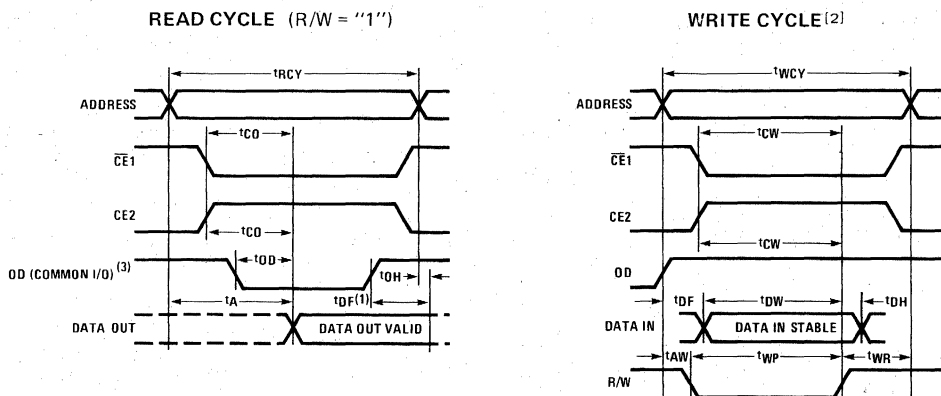 READ CYCLE (R/W = "1")
tRCY
ADDRESS
tCO
CE1
CE2
tCO
OD (COMMON I/O) (3)
tOD
tOH
tA
tDF(1)
DATA OUT
DATA OUT VALID
WRITE CYCLE[2]
tWCY
ADDRESS
tCW
CE1
CE2
tCW
OD
tDF
tDW
tDH
DATA IN
DATA IN STABLE
tAW
tWP
tWR
R/W